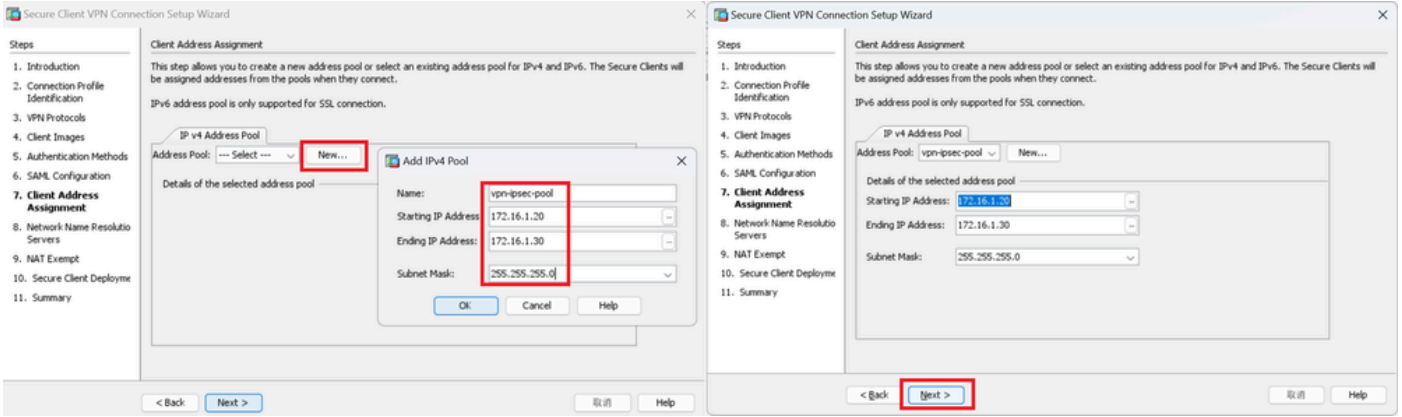 Secure Client VPN Connection Setup Wizard
Steps
1. Introduction
2. Connection Profile
Identification
3. VPN Protocols
4. Client Images
5. Authentication Methods
6. SAML Configuration
7. Client Address
Assignment
8. Network Name Resolutio
Servers
9. NAT Exempt
10. Secure Client Deployme
11. Summary
Client Address Assignment
This step allows you to create a new address pool or select an existing address pool for IPv4 and IPv6. The Secure Clients will
be assigned addresses from the pools when they connect.
IPv6 address pool is only supported for SSL connection.
IP v4 Address Pool
Address Pool: --- Select --- New...
Details of the selected address pool
Add IPv4 Pool
Name: vpn-ipsec-pool
Starting IP Address 172.16.1.20
Ending IP Address: 172.16.1.30
Subnet Mask: 255.255.255.0
OK Cancel Help
< Back Next > 取消 Help
Secure Client VPN Connection Setup Wizard
Steps
1. Introduction
2. Connection Profile
Identification
3. VPN Protocols
4. Client Images
5. Authentication Methods
6. SAML Configuration
7. Client Address
Assignment
8. Network Name Resolutio
Servers
9. NAT Exempt
10. Secure Client Deployme
11. Summary
Client Address Assignment
This step allows you to create a new address pool or select an existing address pool for IPv4 and IPv6. The Secure Clients will
be assigned addresses from the pools when they connect.
IPv6 address pool is only supported for SSL connection.
IP v4 Address Pool
Address Pool: vpn-ipsec-pool New...
Details of the selected address pool
Starting IP Address: 172.16.1.20
Ending IP Address: 172.16.1.30
Subnet Mask: 255.255.255.0
< Back Next > 取消 Help